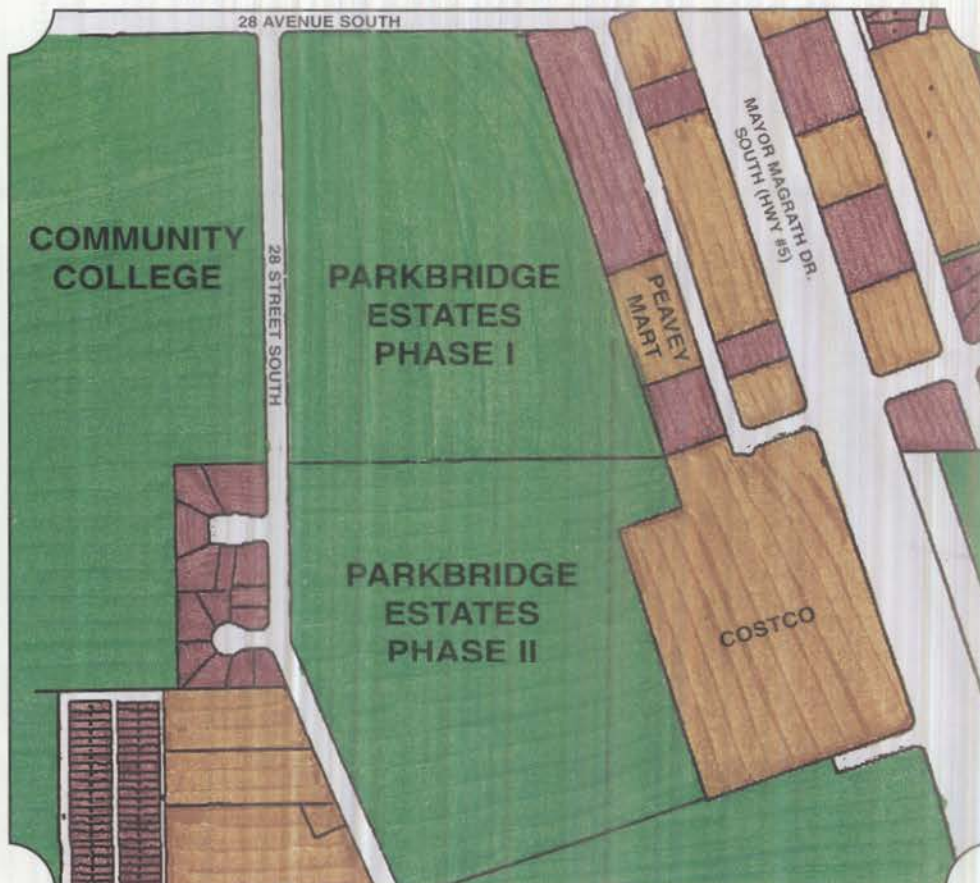 28 AVENUE SOUTH
COMMUNITY
COLLEGE
28 STREET SOUTH
PARKBRIDGE
ESTATES
PHASE I
PEAVEY
MART
MAYOR MAGRATH DR.
SOUTH (HWY #5)
PARKBRIDGE
ESTATES
PHASE II
COSTCO